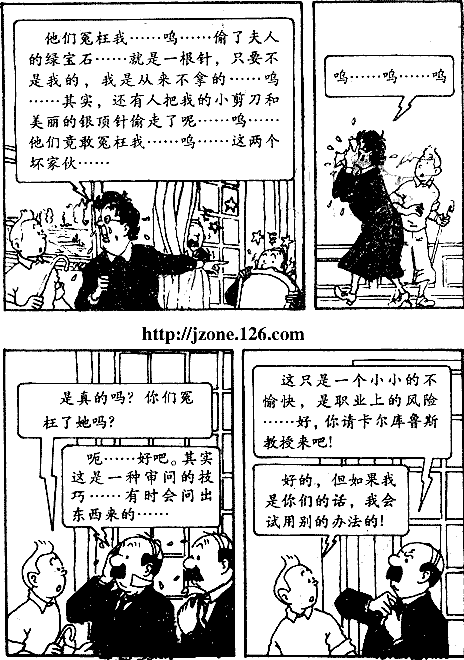 他们冤枉我……呜……偷了夫人
的绿宝石……就是一根针，只要不
是我的，我是从来不拿的……呜
……其实，还有人把我的小剪刀和
美丽的银顶针偷走了呢……呜……
他们竟敢冤枉我……呜……这两个
坏家伙……
呜……呜……呜
http://jzone.126.com
是真的吗？你们冤
枉了她吗？
呃……好吧。其实
这是一种审问的技
巧……有时会问出
东西来的……
这只是一个小小的不
愉快，是职业上的风险
……好，你请卡尔库鲁斯
教授来吧！
好的，但如果我
是你们的话，我会
试用别的办法的！